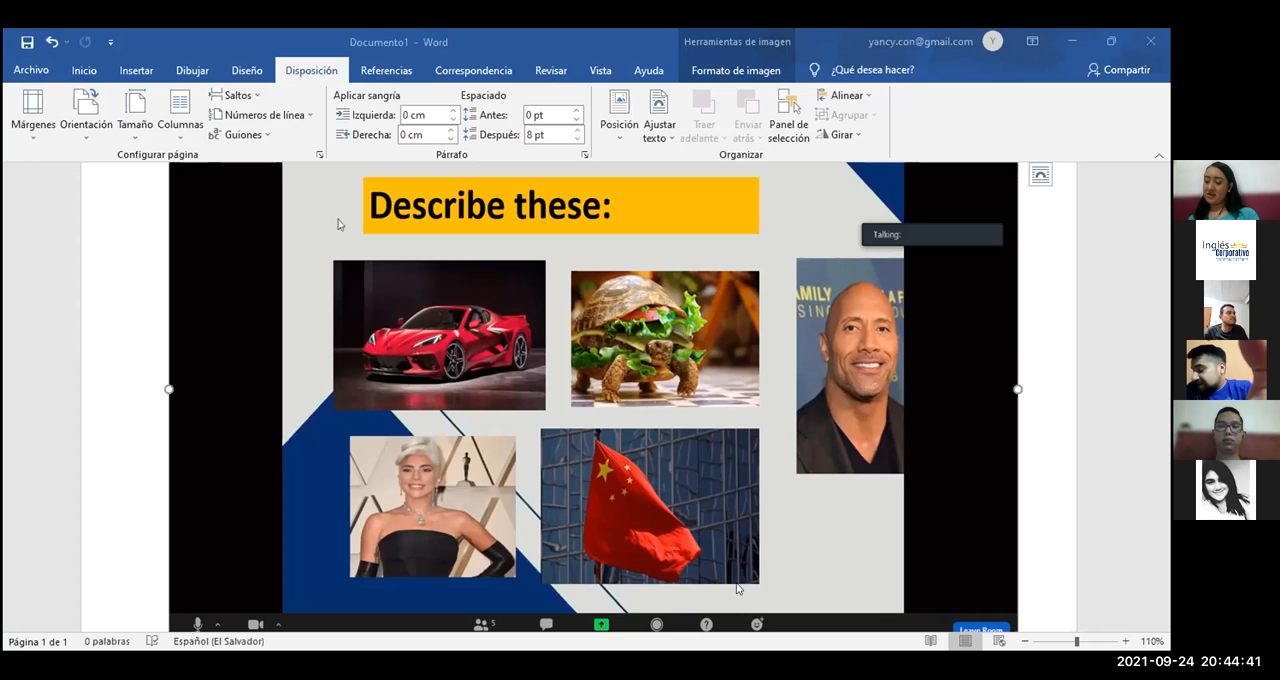 Documento1 - Word
Herramientas de imagen
yancy.con@gmail.com
Y
Archivo Inicio Insertar Dibujar Diseño Disposición Referencias Correspondencia Revisar Vista Ayuda Formato de imagen ¿Qué desea hacer? Compartir
Márgenes
Orientación
Tamaño
Columnas
Saltos
Números de línea
Guiones
Configurar página
Aplicar sangría
Izquierda: 0 cm
Derecha: 0 cm
Espaciado
Antes: 0 pt
Después: 8 pt
Párrafo
Posición
Ajustar
texto
Traer
adelante
Enviar
atrás
Panel de
selección
Alinear
Agrupar
Girar
Organizar
Describe these:
Talking:
FAMILY
Inglés
Corporativo
5
Leave Room
Página 1 de 1 0 palabras Español (El Salvador) 110%
2021-09-24 20:44:41